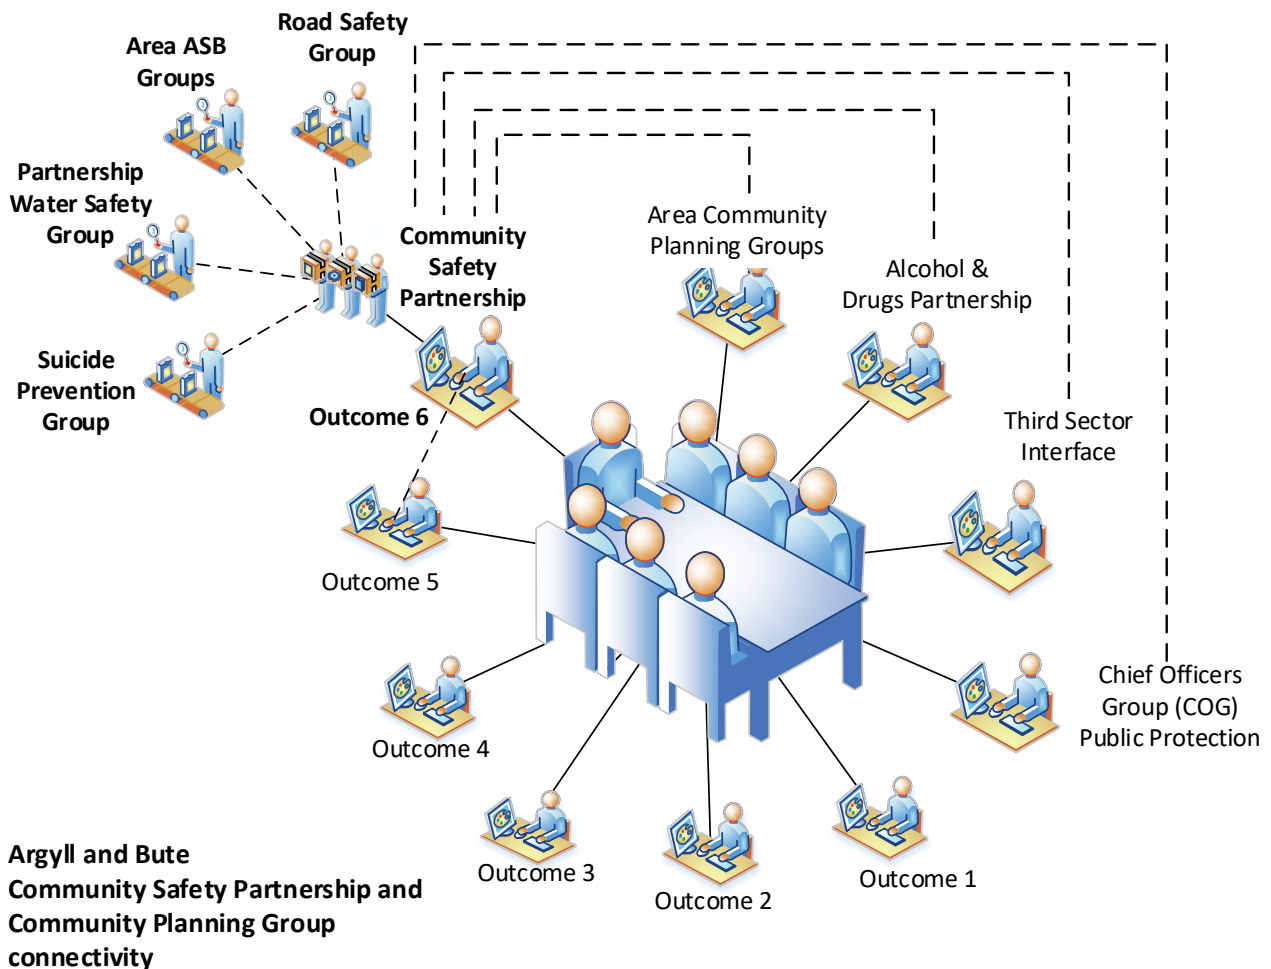 Road Safety
Group
Area ASB
Groups
Partnership
Water Safety
Group
Suicide
Prevention
Group
Community
Safety
Partnership
Outcome 6
Area Community
Planning Groups
Alcohol &
Drugs Partnership
Third Sector
Interface
Chief Officers
Group (COG)
Public Protection
Outcome 5
Outcome 4
Outcome 3
Outcome 2
Outcome 1
Argyll and Bute
Community Safety Partnership and
Community Planning Group
connectivity